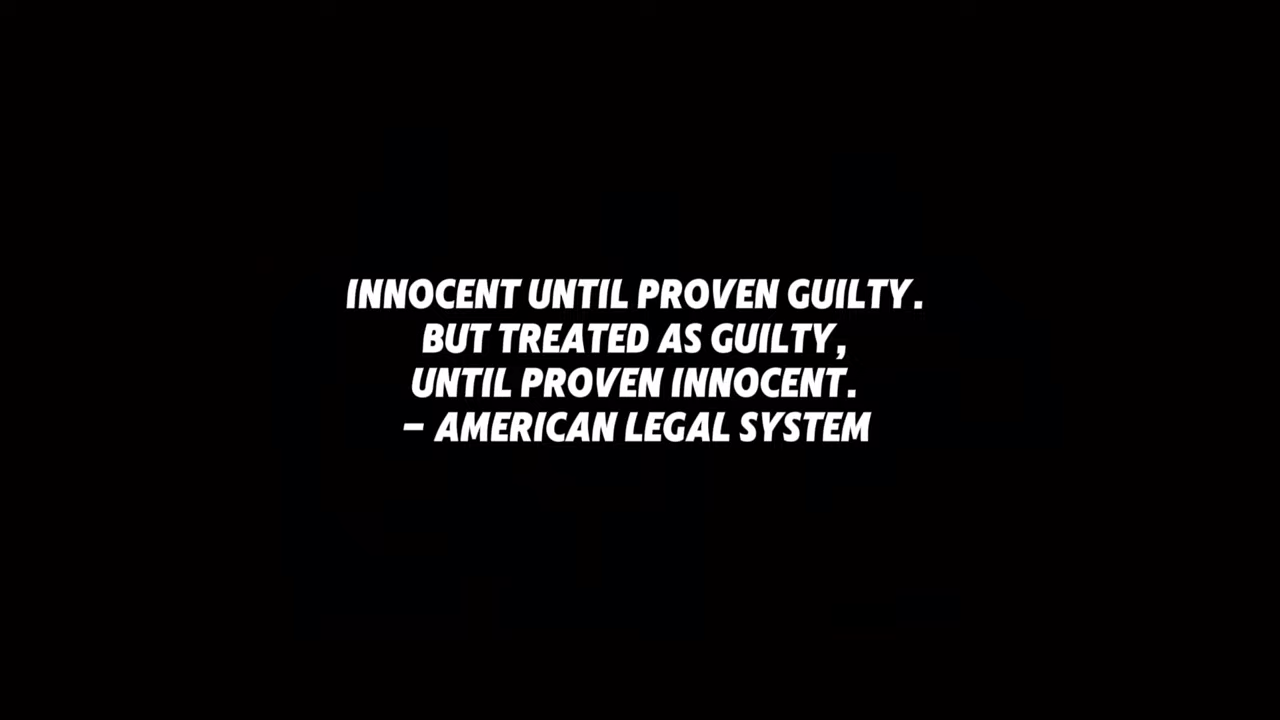 INNOCENT UNTIL PROVEN GUILTY.
BUT TREATED AS GUILTY,
UNTIL PROVEN INNOCENT.
– AMERICAN LEGAL SYSTEM